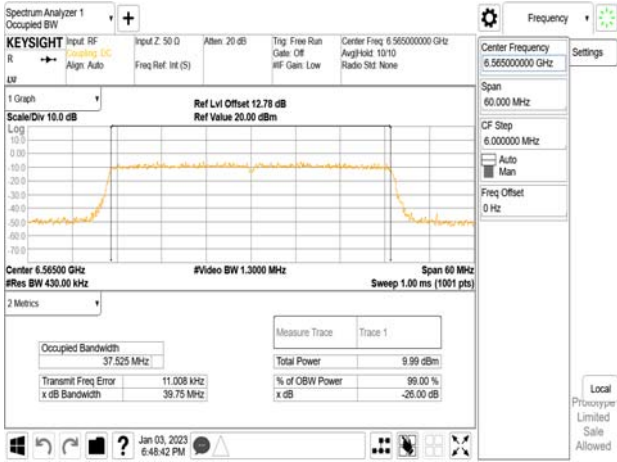 Spectrum Analyzer 1
Occupied BW
+
Frequency
KEYSIGHT
Input: RF
Coupling: DC
Align: Auto
Input Z: 50 Ω
Freq Ref: Int (S)
Atten: 20 dB
Trig: Free Run
Gate: Off
#IF Gain: Low
Center Freq: 6.565000000 GHz
Avg|Hold: 10/10
Radio Std: None
R
LXI
Center Frequency
6.565000000 GHz
Settings
Span
60.000 MHz
CF Step
6.000000 MHz
Auto
Man
Freq Offset
0 Hz
1 Graph
Scale/Div 10.0 dB
Ref Lvl Offset 12.78 dB
Ref Value 20.00 dBm
Log
10.0
0.00
-10.0
-20.0
-30.0
-40.0
-50.0
-60.0
-70.0
Center 6.56500 GHz
#Res BW 430.00 kHz
#Video BW 1.3000 MHz
Span 60 MHz
Sweep 1.00 ms (1001 pts)
2 Metrics
Measure Trace
Trace 1
Occupied Bandwidth
37.525 MHz
Total Power
9.99 dBm
Transmit Freq Error
11.008 kHz
% of OBW Power
99.00 %
x dB Bandwidth
39.75 MHz
x dB
-26.00 dB
Local
Prototype
Limited
Sale
Allowed
?
Jan 03, 2023
6:48:42 PM